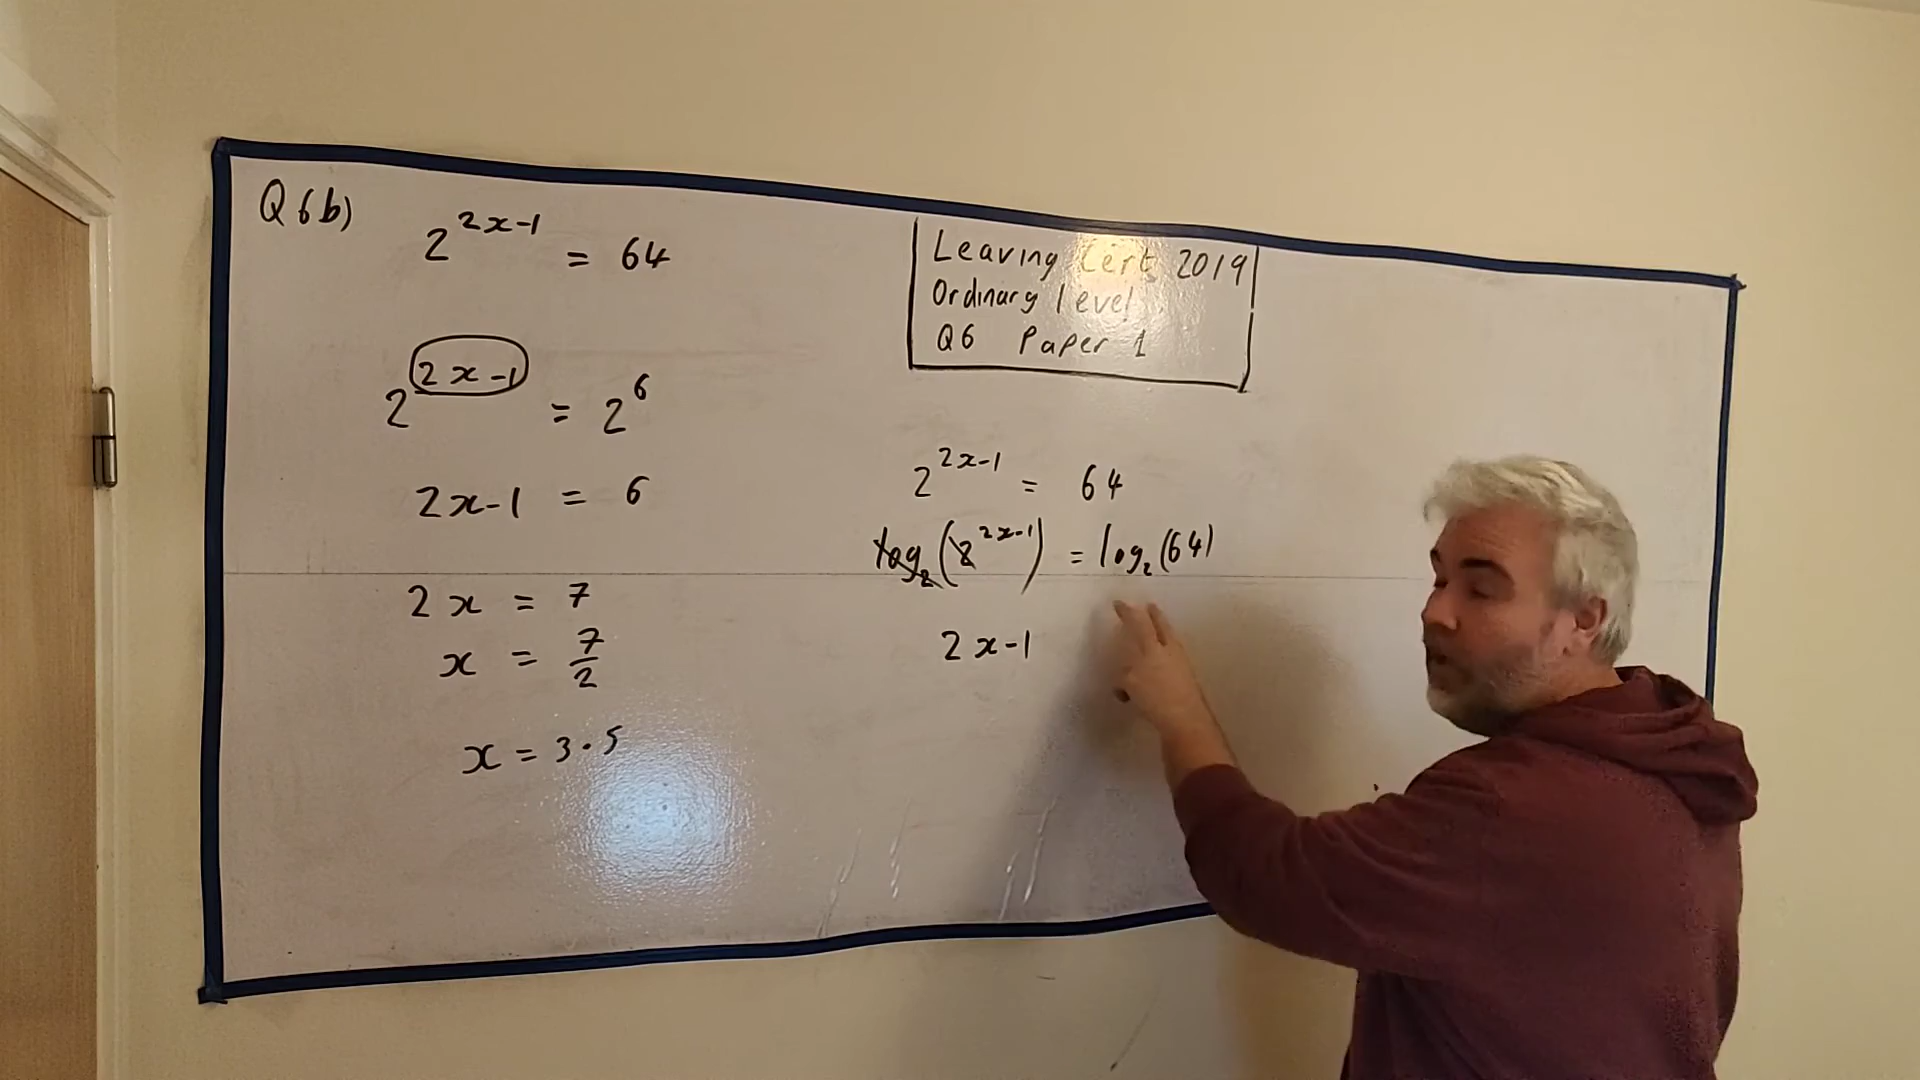 Q6b)
2^{2x-1} = 64
2^{2x-1} = 2^6
2x-1 = 6
2x = 7
x = 7/2
x = 3.5
Leaving Cert 2019
Ordinary level
Q6 Paper 1
2^{2x-1} = 64
log₂(2^{2x-1}) = log₂(64)
2x-1